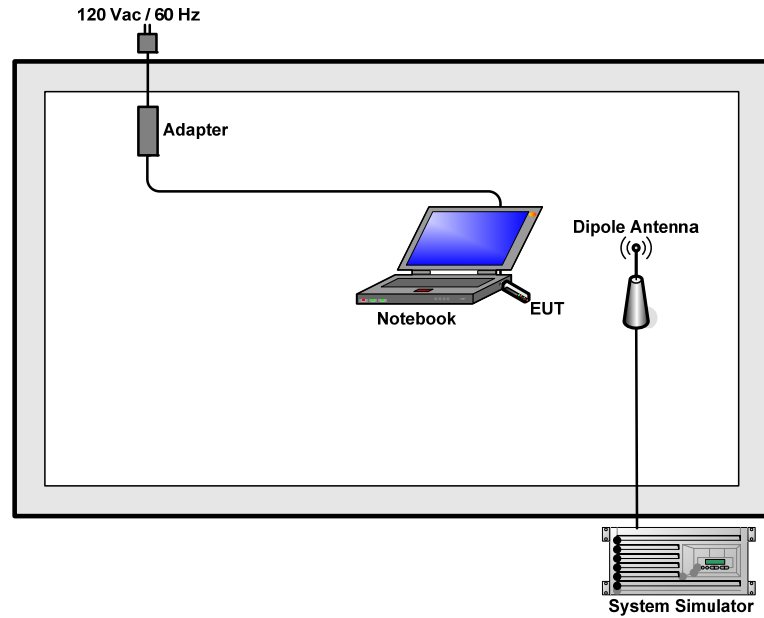 120 Vac / 60 Hz
Adapter
Dipole Antenna
EUT
Notebook
System Simulator